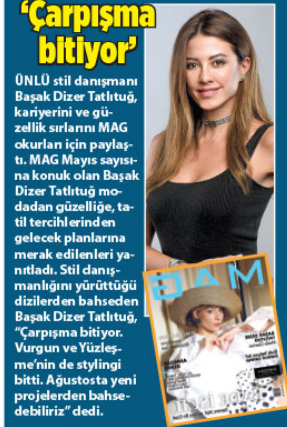 ‘Çarpışma
bitiyor’
ÜNLÜ stil danışmanı
Başak Dizer Tatlıtuğ,
kariyerini ve gü-
zellik sırlarını MAG
okurları için paylaş-
tı. MAG Mayıs sayısı-
na konuk olan Başak
Dizer Tatlıtuğ mo-
dadan güzelliğe, ta-
til tercihlerinden
gelecek planlarına
merak edilenleri ya-
nıtladı. Stil danış-
manlığını yürüttüğü
dizilerden bahseden
Başak Dizer Tatlıtuğ,
“Çarpışma bitiyor.
Vurgun ve Yüzleş-
me’nin de stylingi
bitti. Ağustosta yeni
projelerden bahse-
debiliriz” dedi.
MAG